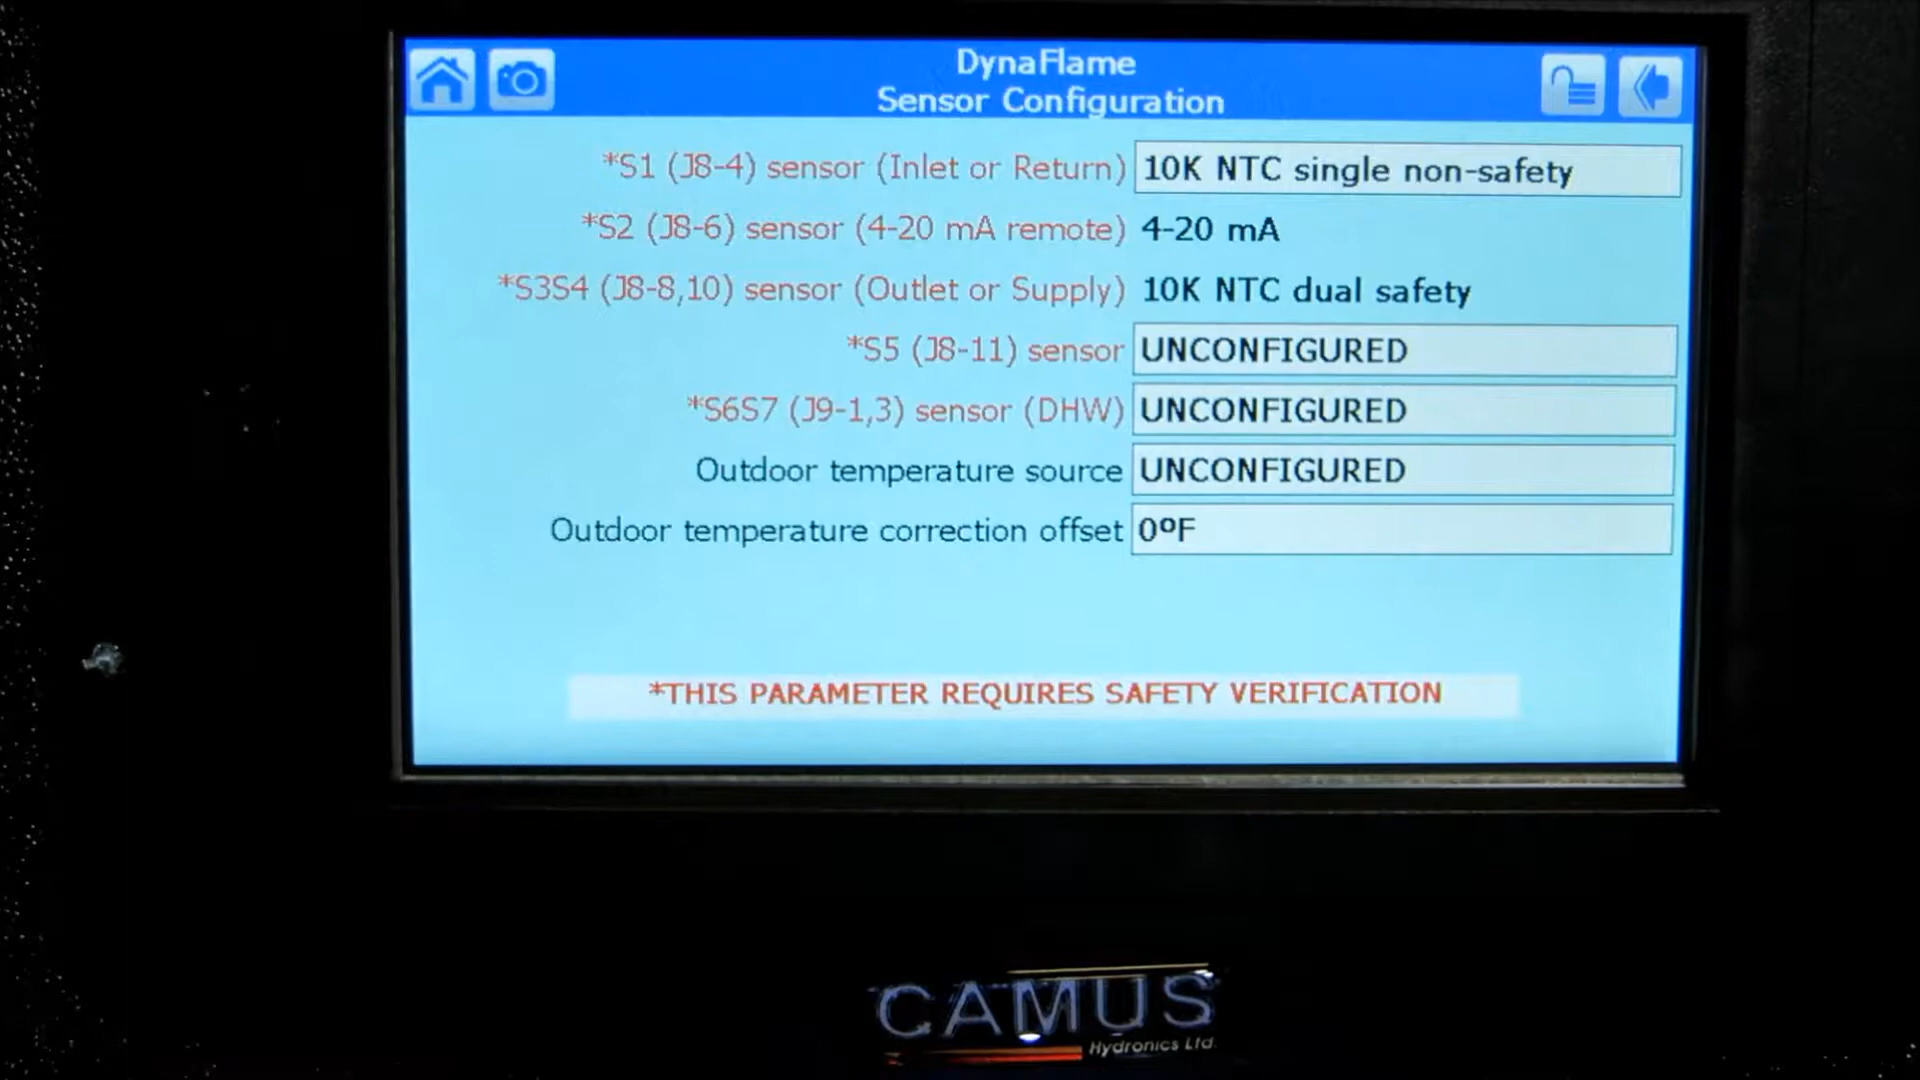 DynaFlame
Sensor Configuration
*S1 (J8-4) sensor (Inlet or Return) 10K NTC single non-safety
*S2 (J8-6) sensor (4-20 mA remote) 4-20 mA
*S3S4 (J8-8,10) sensor (Outlet or Supply) 10K NTC dual safety
*S5 (J8-11) sensor UNCONFIGURED
*S6S7 (J9-1,3) sensor (DHW) UNCONFIGURED
Outdoor temperature source UNCONFIGURED
Outdoor temperature correction offset 0ºF
*THIS PARAMETER REQUIRES SAFETY VERIFICATION
CAMUS
Hydronics Ltd.